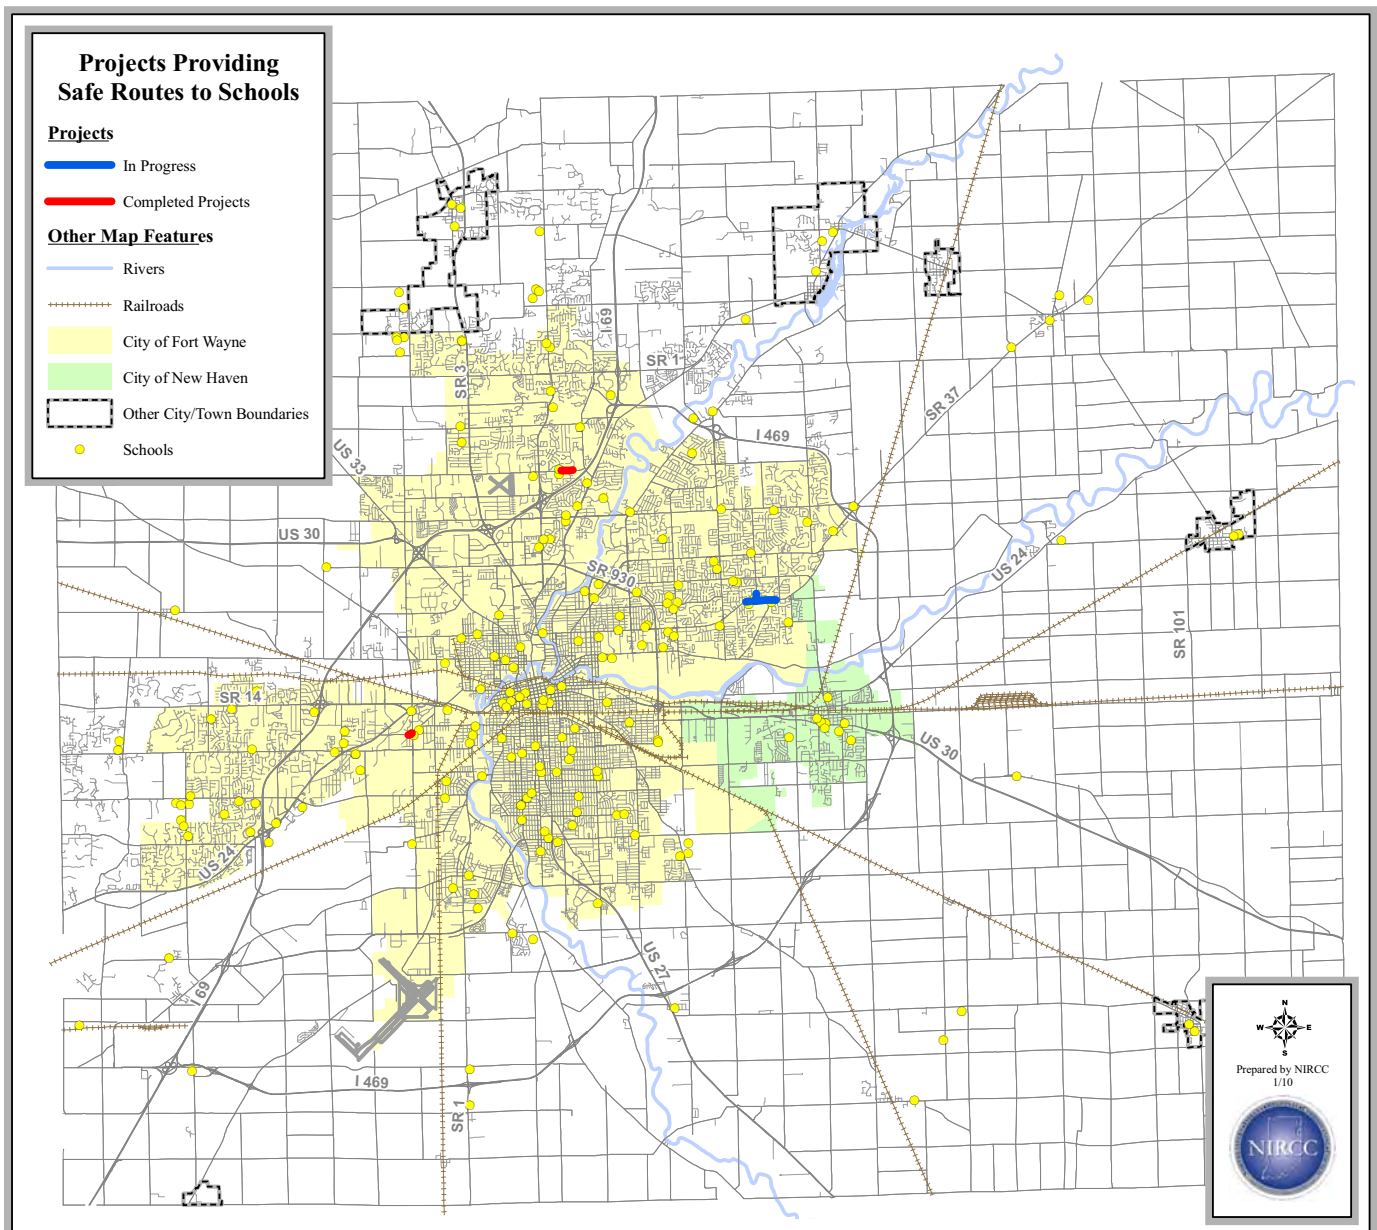 Projects Providing
Safe Routes to Schools
Projects
In Progress
Completed Projects
Other Map Features
Rivers
Railroads
City of Fort Wayne
City of New Haven
Other City/Town Boundaries
Schools
I 69
SR 1
SR 3
SR 37
I 469
US 33
US 30
SR 930
US 24
SR 101
SR 14
US 30
US 24
US 27
I 69
I 469
SR 1
N
W E
S
Prepared by NIRCC
1/10
NIRCC